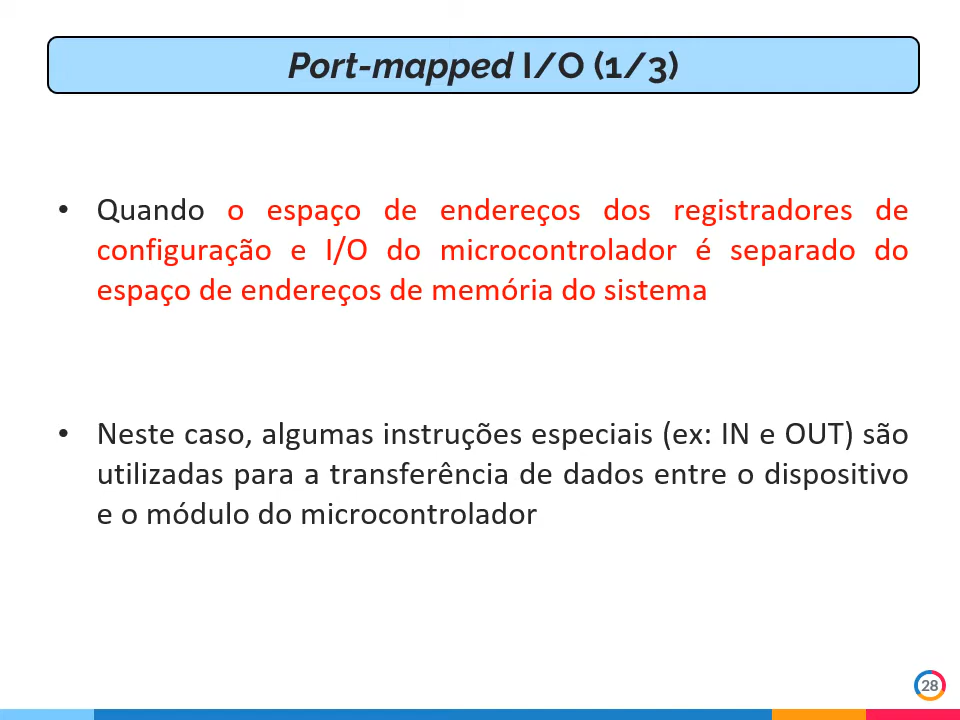 Port-mapped I/O (1/3)
• Quando o espaço de endereços dos registradores de
configuração e I/O do microcontrolador é separado do
espaço de endereços de memória do sistema
• Neste caso, algumas instruções especiais (ex: IN e OUT) são
utilizadas para a transferência de dados entre o dispositivo
e o módulo do microcontrolador
28